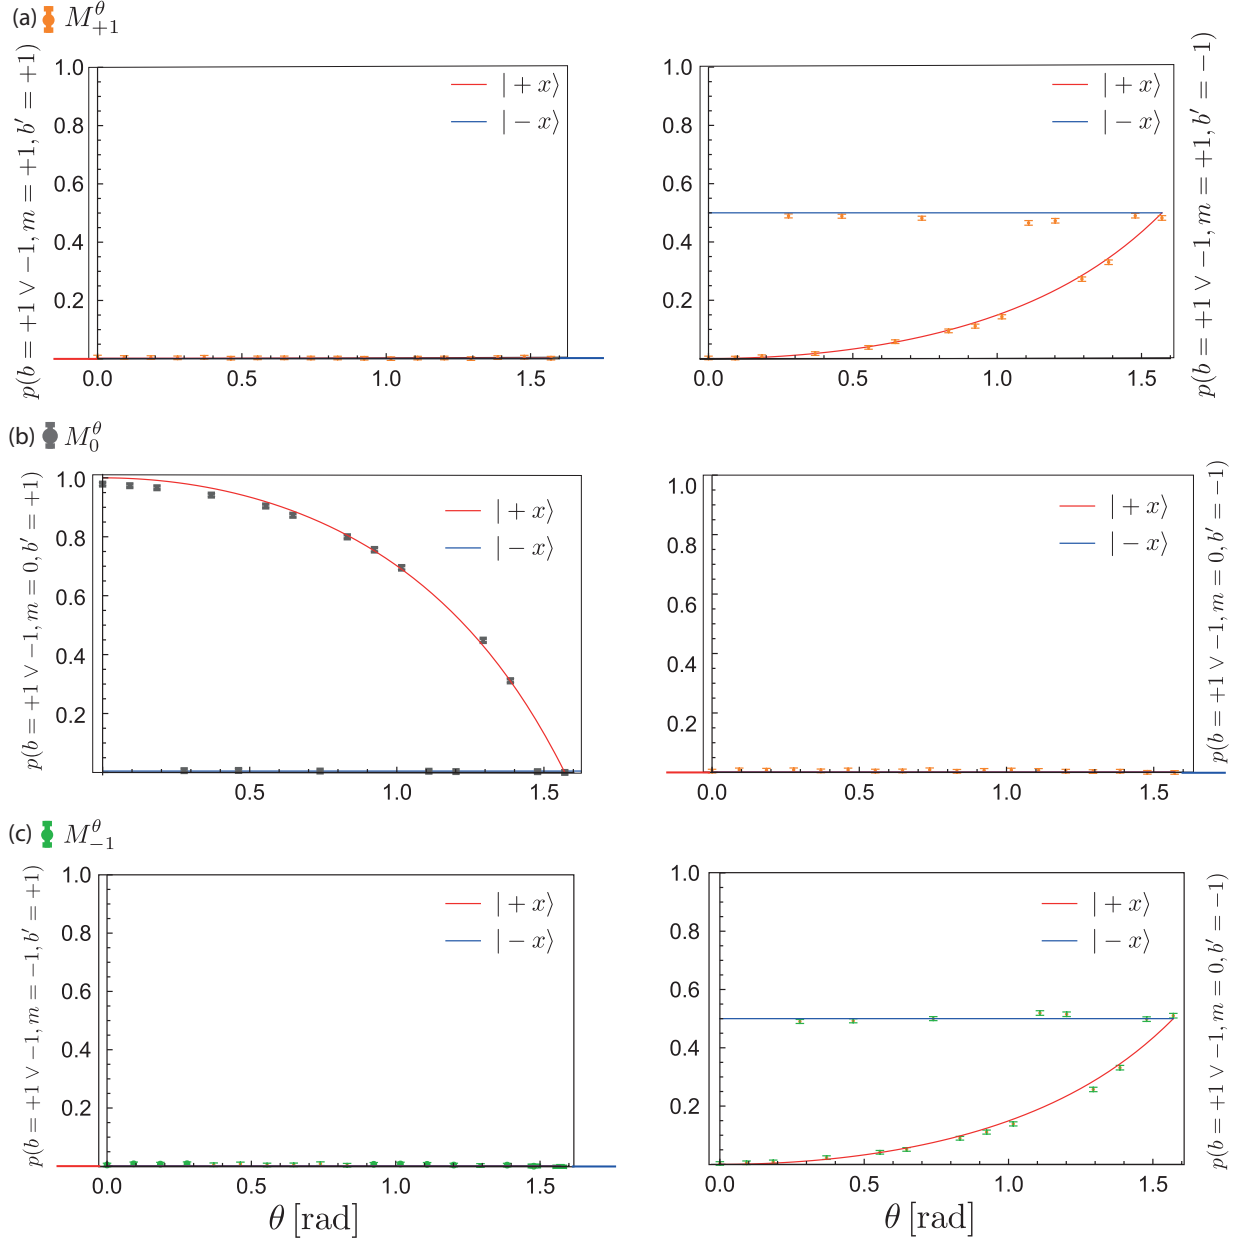 (a) M^θ_{+1}
p(b = +1 ∨ −1, m = +1, b′ = +1)
1.0
0.8
0.6
0.4
0.2
0.0 0.5 1.0 1.5
| + x⟩
| − x⟩
1.0
0.8
0.6
0.4
0.2
0.0 0.5 1.0 1.5
| + x⟩
| − x⟩
p(b = +1 ∨ −1, m = +1, b′ = −1)
(b) M^θ_0
p(b = +1 ∨ −1, m = 0, b′ = +1)
1.0
0.8
0.6
0.4
0.2
0.5 1.0 1.5
| + x⟩
| − x⟩
1.0
0.8
0.6
0.4
0.2
0.0 0.5 1.0 1.5
| + x⟩
| − x⟩
p(b = +1 ∨ −1, m = 0, b′ = −1)
(c) M^θ_{−1}
p(b = +1 ∨ −1, m = −1, b′ = +1)
1.0
0.8
0.6
0.4
0.2
0.0 0.5 1.0 1.5
| + x⟩
| − x⟩
θ [rad]
1.0
0.8
0.6
0.4
0.2
0.0 0.5 1.0 1.5
| + x⟩
| − x⟩
θ [rad]
p(b = +1 ∨ −1, m = 0, b′ = −1)